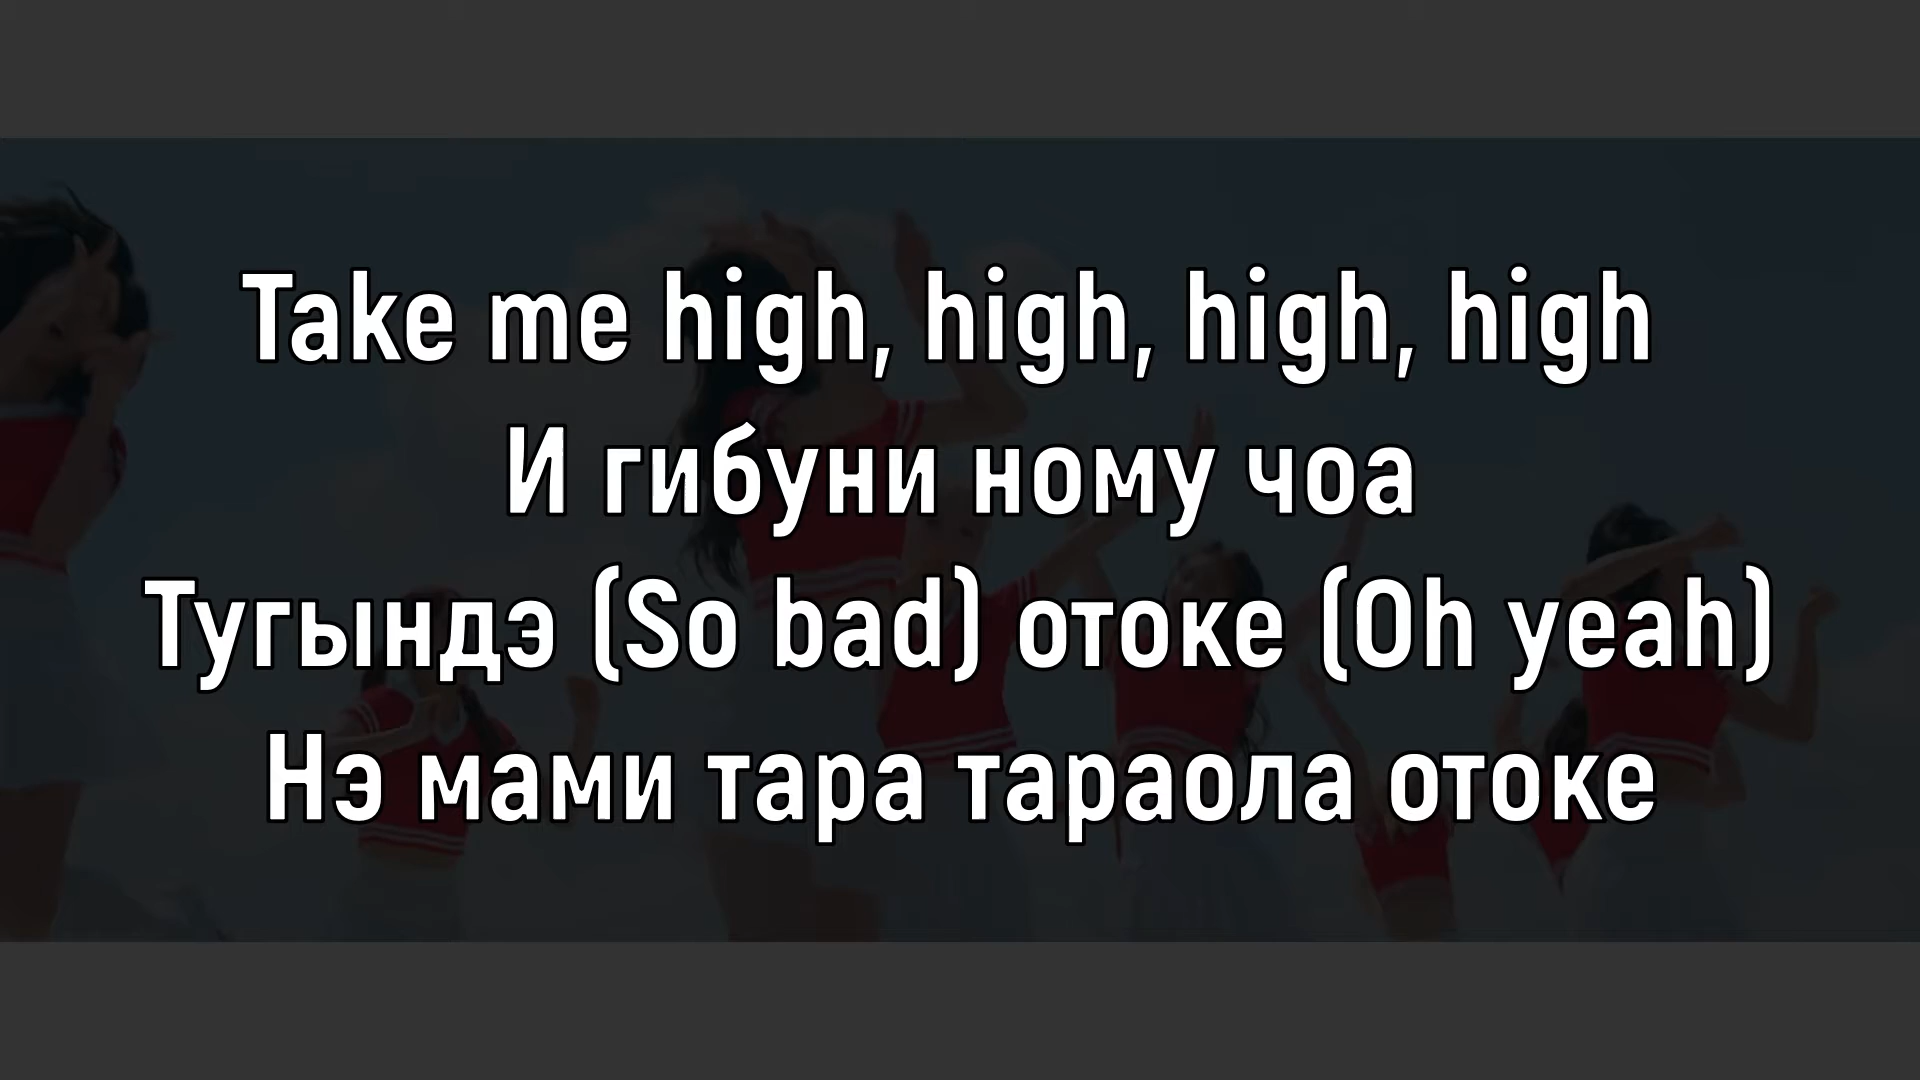 Take me high, high, high, high
И гибуни ному чоа
Тугындэ (So bad) отоке (Oh yeah)
Нэ мами тара тараола отоке